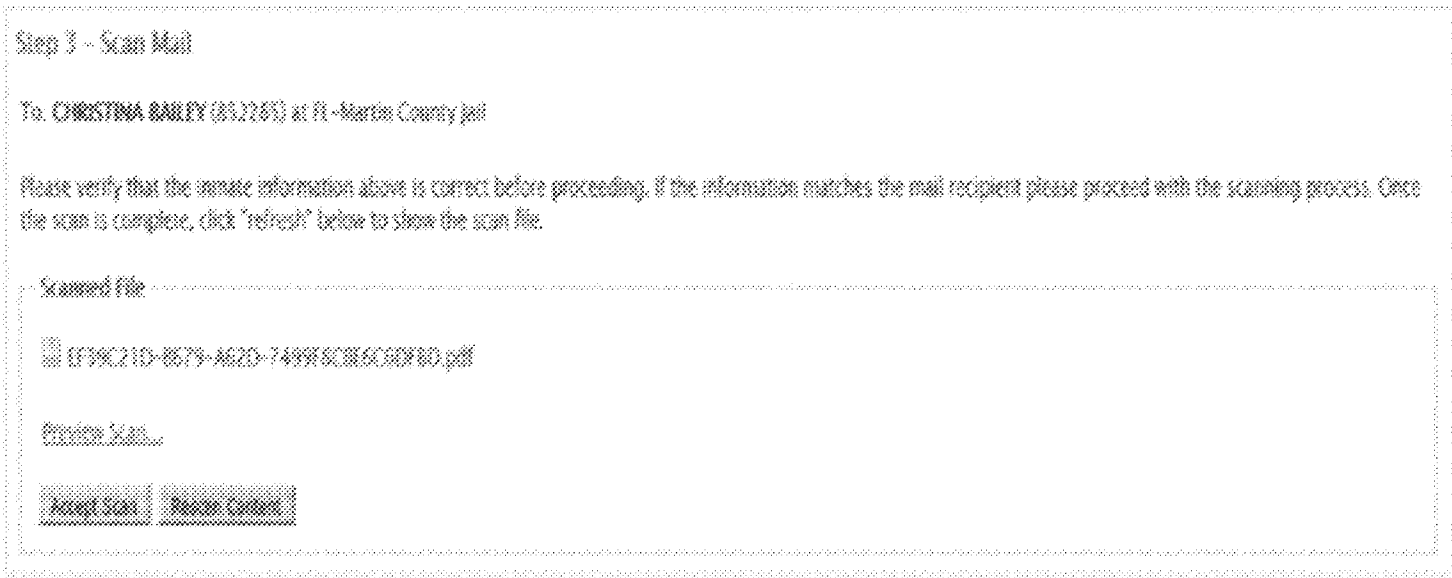 Step 3 - Scan Mail
To: CHRISTINA BAILEY (852285) at FL-Martin County Jail
Please verify that the inmate information above is correct before proceeding. If the information matches the mail recipient please proceed with the scanning process. Once
the scan is complete, click "refresh" below to show the scan file.
Scanned File
Preview Scan...
Accept Scan Rescan Content